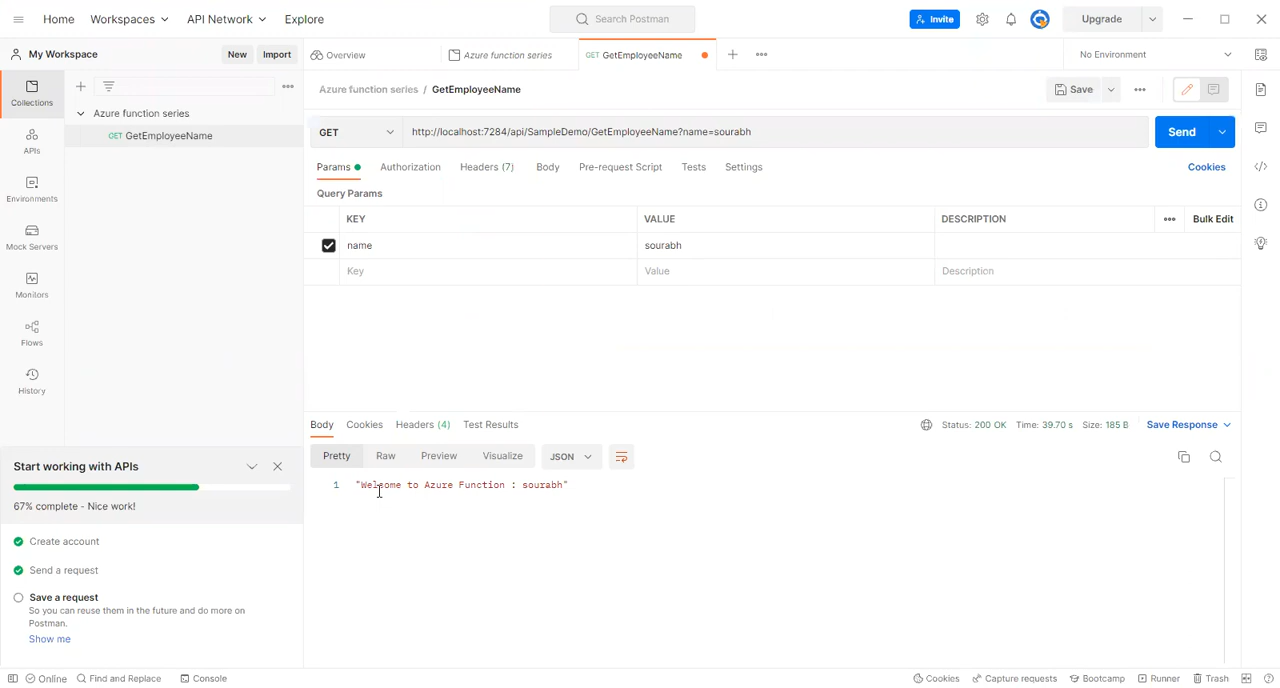 Home Workspaces API Network Explore Search Postman Invite Upgrade
My Workspace New Import Overview Azure function series GET GetEmployeeName No Environment
Collections
APIs
Environments
Mock Servers
Monitors
Flows
History
Azure function series
GET GetEmployeeName
Azure function series / GetEmployeeName Save
GET http://localhost:7284/api/SampleDemo/GetEmployeeName?name=sourabh Send
Params Authorization Headers (7) Body Pre-request Script Tests Settings Cookies
Query Params
KEY VALUE DESCRIPTION Bulk Edit
name sourabh
Key Value Description
Body Cookies Headers (4) Test Results Status: 200 OK Time: 39.70 s Size: 185 B Save Response
Pretty Raw Preview Visualize JSON
1 "Welcome to Azure Function : sourabh"
Start working with APIs
67% complete - Nice work!
Create account
Send a request
Save a request
So you can reuse them in the future and do more on
Postman.
Show me
Online Find and Replace Console Cookies Capture requests Bootcamp Runner Trash